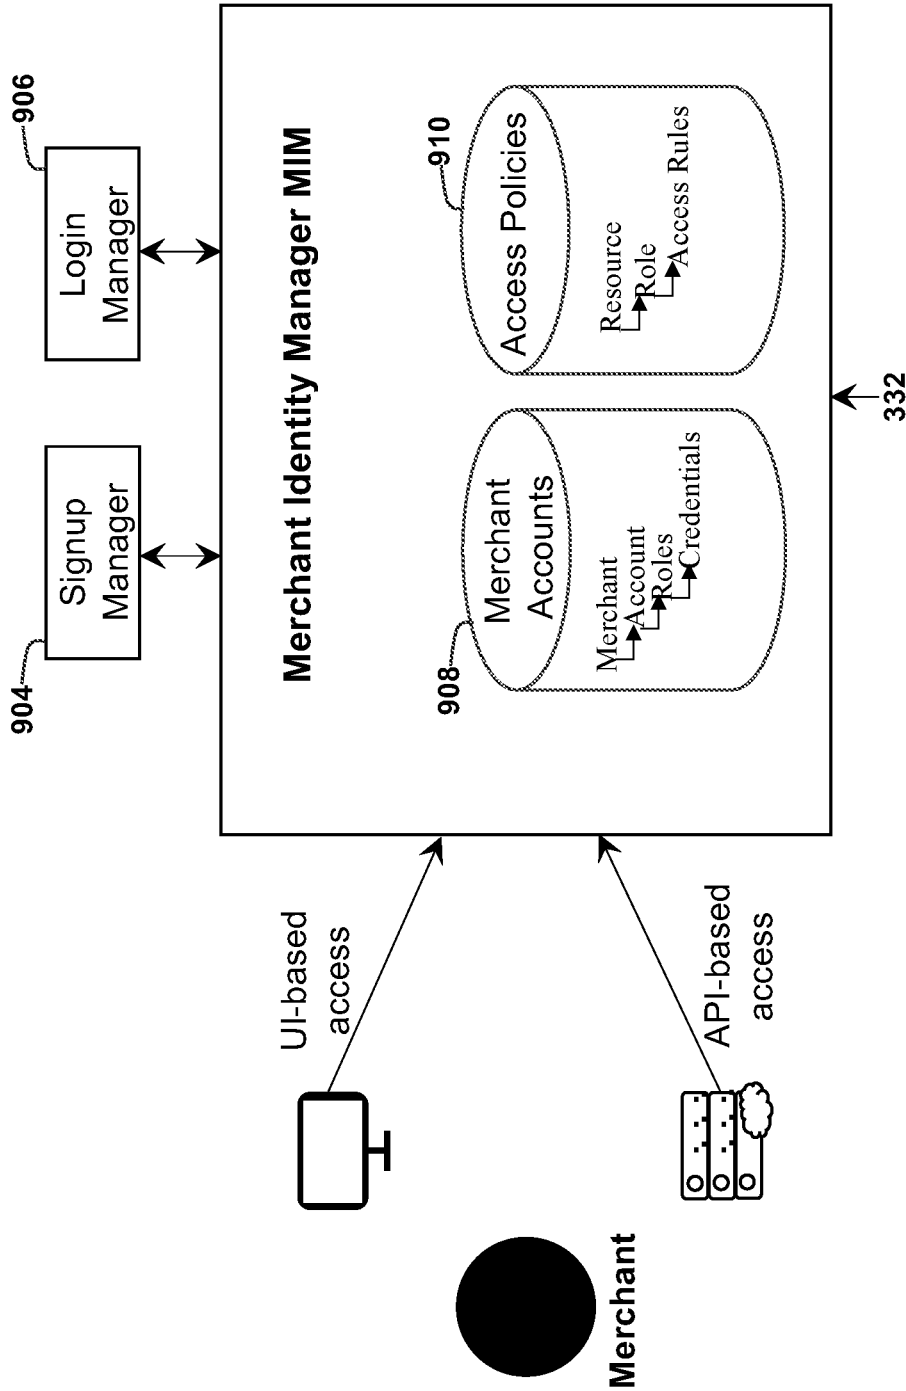 904
906
Signup
Manager
Login
Manager
UI-based
access
Merchant Identity Manager MIM
908
910
Merchant
Accounts
Access Policies
Merchant
Account
Roles
Credentials
Resource
Role
Access Rules
Merchant
API-based
access
332